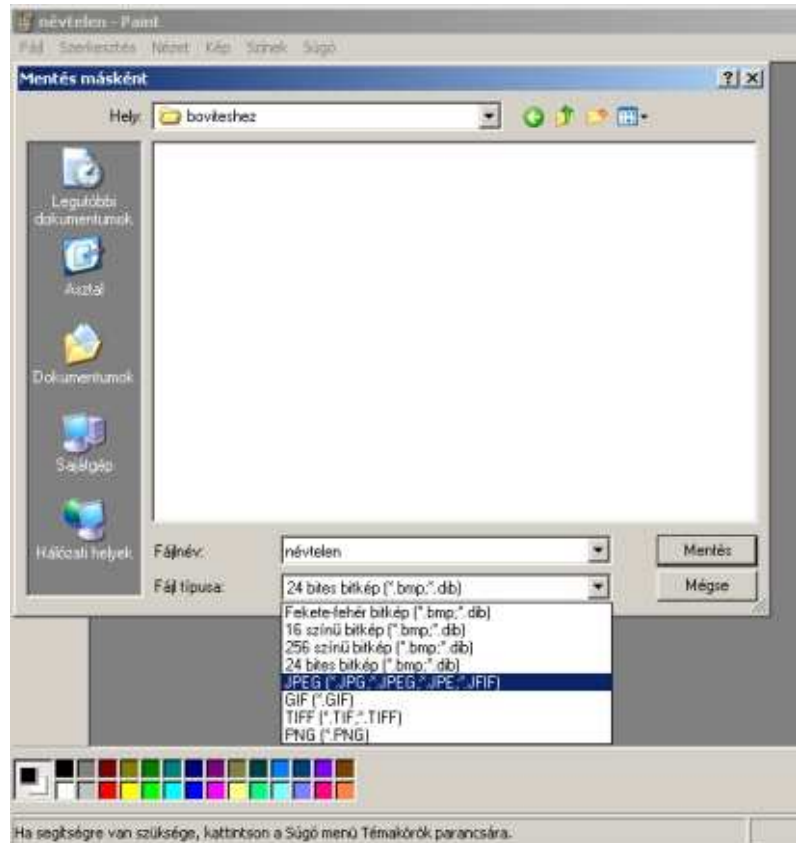 névtelen - Paint
Fájl Szerkesztés Nézet Kép Színek Súgó
Mentés másként
Hely: boviteshez
Legutóbbi
dokumentumok
Asztal
Dokumentumok
Sajátgép
Hálózati helyek
Fájlnév: névtelen Mentés
Fájl típusa: 24 bites bitkép (*.bmp;*.dib) Mégse
Fekete-fehér bitkép (*.bmp;*.dib)
16 színű bitkép (*.bmp;*.dib)
256 színű bitkép (*.bmp;*.dib)
24 bites bitkép (*.bmp;*.dib)
JPEG (*.JPG;*.JPEG;*.JPE;*.JFIF)
GIF (*.GIF)
TIFF (*.TIF;*.TIFF)
PNG (*.PNG)
Ha segítségre van szüksége, kattintson a Súgó menü Témakörök parancsára.